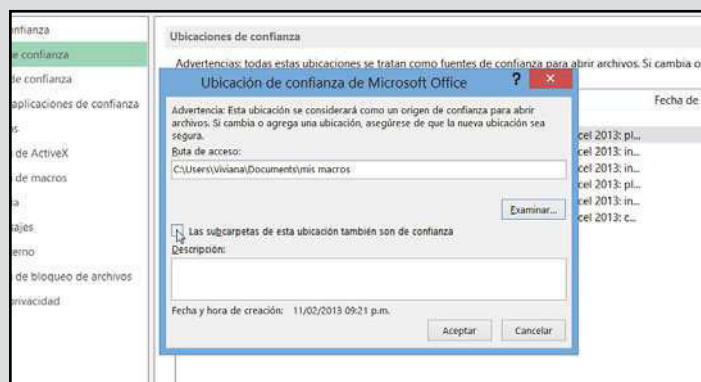 nfianza
e confianza
de confianza
aplicaciones de confianza
os
de ActiveX
de macros
a
ajes
erno
de bloqueo de archivos
privacidad
Ubicaciones de confianza
Advertencias: todas estas ubicaciones se tratan como fuentes de confianza para abrir archivos. Si cambia o
Fecha de
cel 2013: pl...
cel 2013: in...
cel 2013: in...
cel 2013: pl...
cel 2013: in...
cel 2013: c...
Ubicación de confianza de Microsoft Office
?
Advertencia: Esta ubicación se considerará como un origen de confianza para abrir
archivos. Si cambia o agrega una ubicación, asegúrese de que la nueva ubicación sea
segura.
Ruta de acceso:
C:\Users\Viviana\Documents\mis macros
Examinar...
Las subcarpetas de esta ubicación también son de confianza
Descripción:
Fecha y hora de creación: 11/02/2013 09:21 p.m.
Aceptar
Cancelar